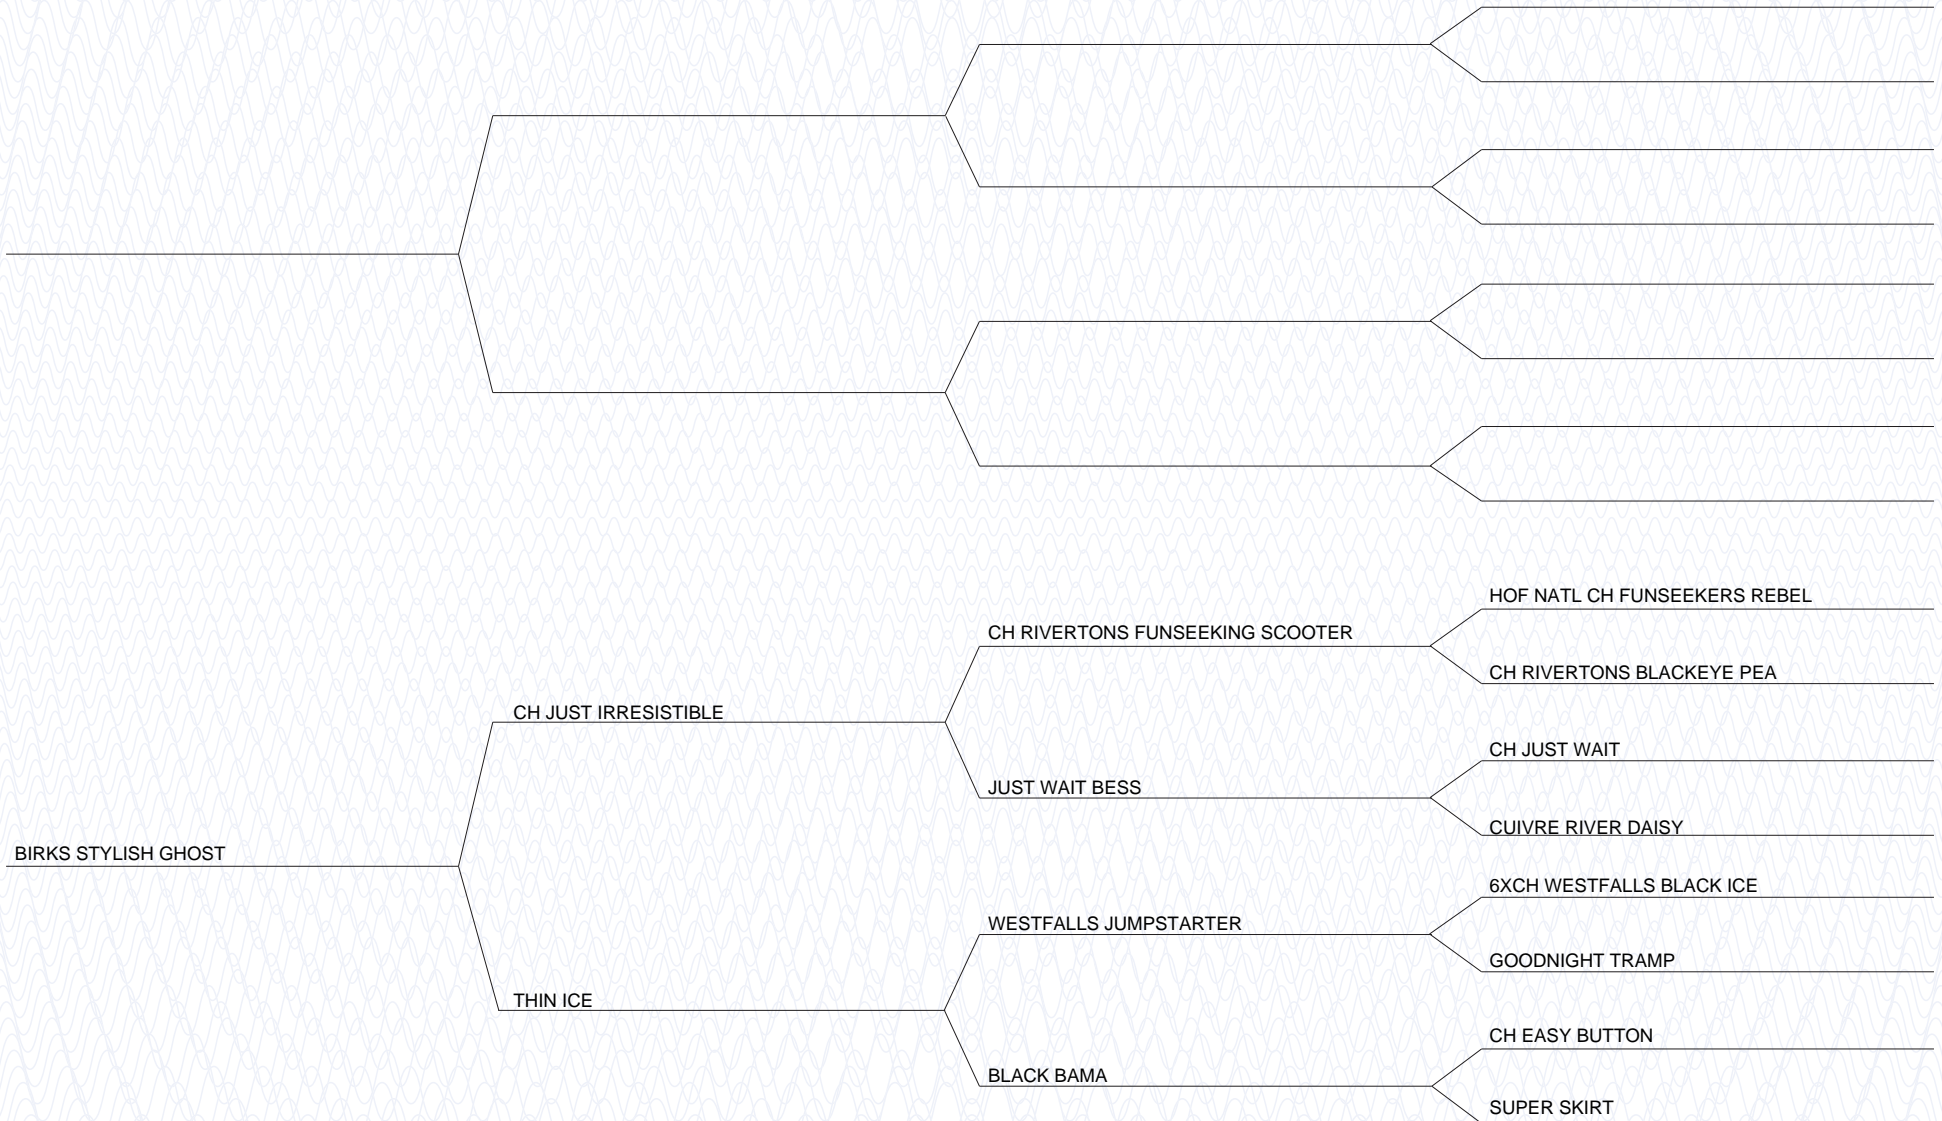 HOF NATL CH FUNSEEKERS REBEL
CH RIVERTONS FUNSEEKING SCOOTER
CH RIVERTONS BLACKEYE PEA
CH JUST IRRESISTIBLE
CH JUST WAIT
JUST WAIT BESS
CUIVRE RIVER DAISY
BIRKS STYLISH GHOST
6XCH WESTFALLS BLACK ICE
WESTFALLS JUMPSTARTER
GOODNIGHT TRAMP
THIN ICE
CH EASY BUTTON
BLACK BAMA
SUPER SKIRT